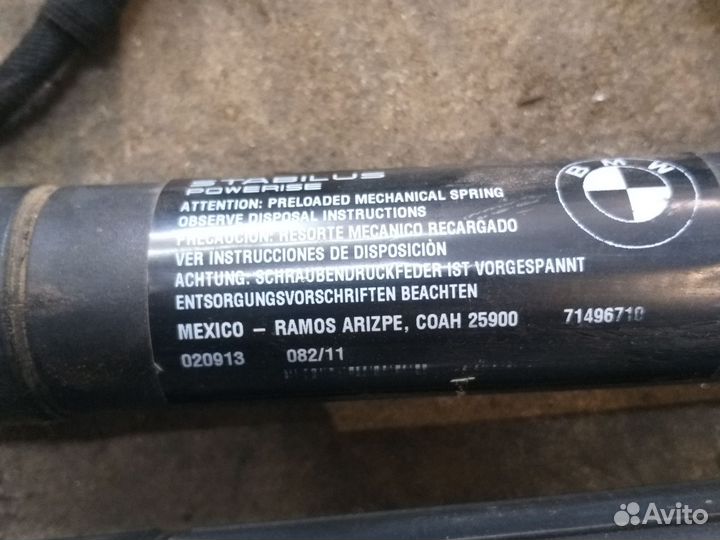 STABILUS
POWERISE
ATTENTION: PRELOADED MECHANICAL SPRING
OBSERVE DISPOSAL INSTRUCTIONS
PRECAUCION: RESORTE MECANICO RECARGADO
VER INSTRUCCIONES DE DISPOSICIÒN
ACHTUNG: SCHRAUBENDRUCKFEDER IST VORGESPANNT
ENTSORGUNGSVORSCHRIFTEN BEACHTEN
MEXICO – RAMOS ARIZPE, COAH 25900 71496710
020913 082/11
BMW
Avito